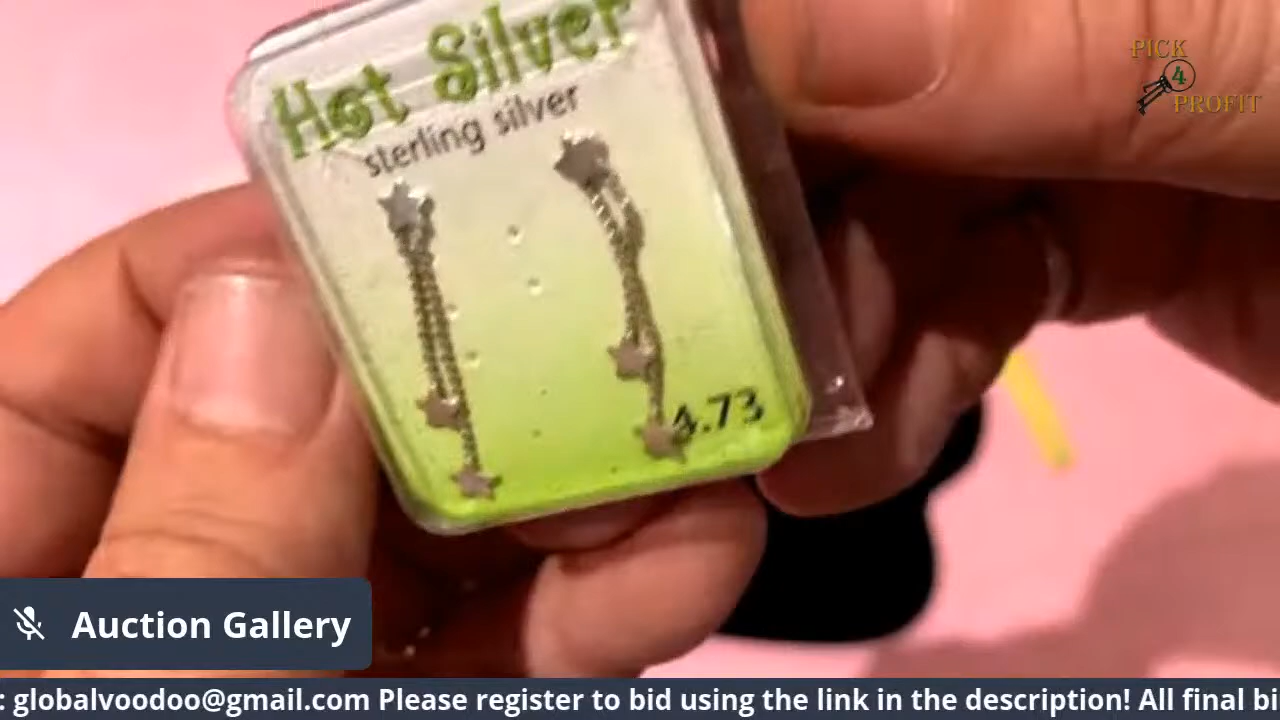 Hot Silver
sterling silver
4.73
PICK
4
PROFIT
Auction Gallery
: globalvoodoo@gmail.com Please register to bid using the link in the description! All final bi